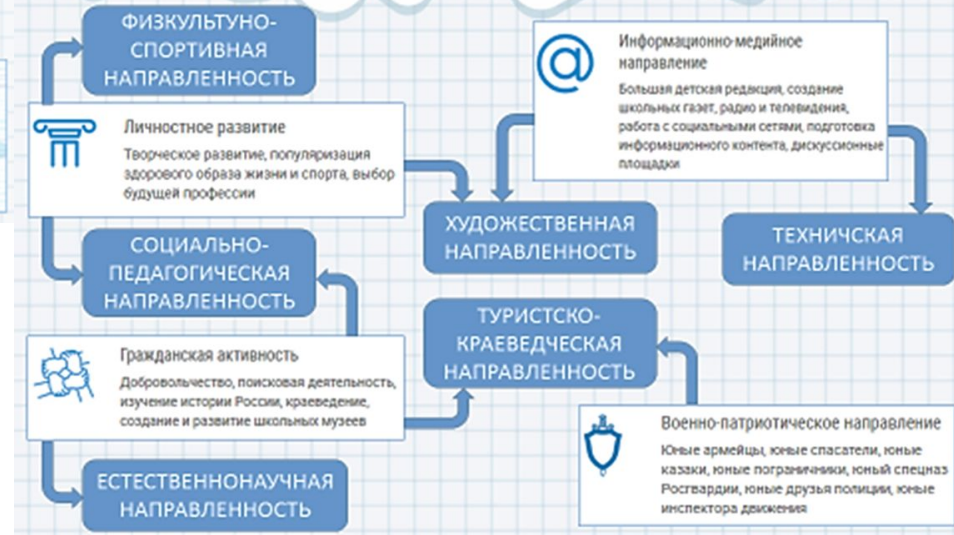 ФИЗКУЛЬТУНО-
СПОРТИВНАЯ
НАПРАВЛЕННОСТЬ
Личностное развитие
Творческое развитие, популяризация
здорового образа жизни и спорта, выбор
будущей профессии
СОЦИАЛЬНО-
ПЕДАГОГИЧЕСКАЯ
НАПРАВЛЕННОСТЬ
Гражданская активность
Добровольчество, поисковая деятельность,
изучение истории России, краеведение,
создание и развитие школьных музеев
ЕСТЕСТВЕННОНАУЧНАЯ
НАПРАВЛЕННОСТЬ
@
Информационно-медийное
направление
Большая детская редакция, создание
школьных газет, радио и телевидения,
работа с социальными сетями, подготовка
информационного контента, дискуссионные
площадки
ХУДОЖЕСТВЕННАЯ
НАПРАВЛЕННОСТЬ
ТЕХНИЧСКАЯ
НАПРАВЛЕННОСТЬ
ТУРИСТСКО-
КРАЕВЕДЧЕСКАЯ
НАПРАВЛЕННОСТЬ
Военно-патриотическое направление
Юные армейцы, юные спасатели, юные
казаки, юные пограничники, юный спецназ
Росгвардии, юные друзья полиции, юные
инспектора движения